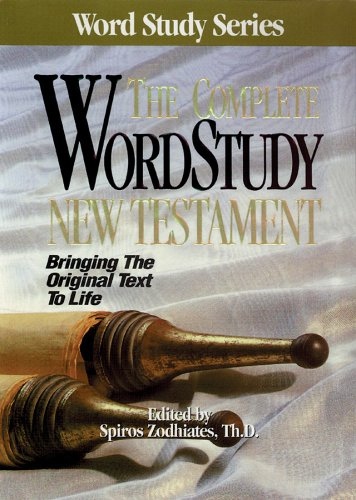 Word Study Series
THE COMPLETE
WORDSTUDY
NEW TESTAMENT
Bringing The
Original Text
To Life
Edited by
Spiros Zodhiates, Th.D.